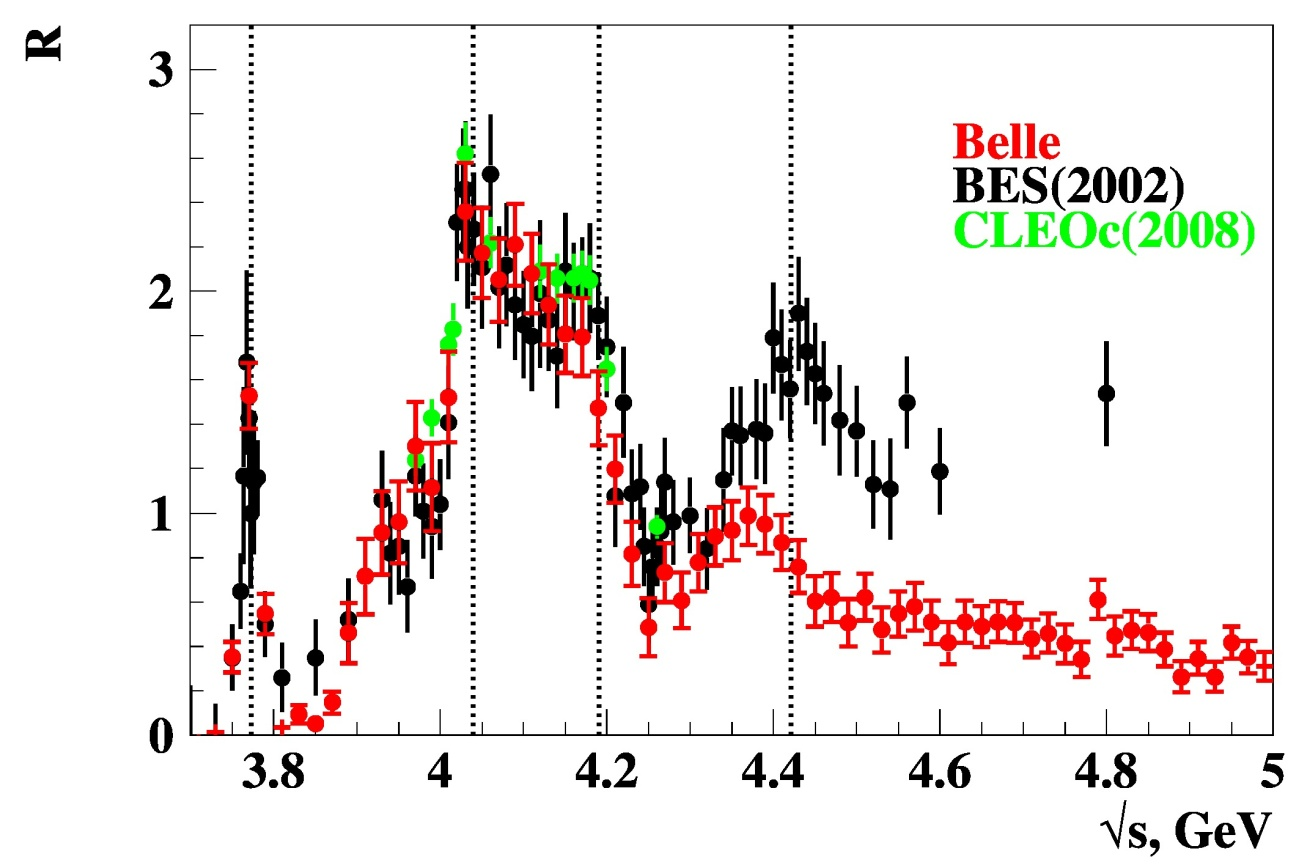 R
3
2
1
0
Belle
BES(2002)
CLEOc(2008)
3.8 4 4.2 4.4 4.6 4.8 5
√s, GeV